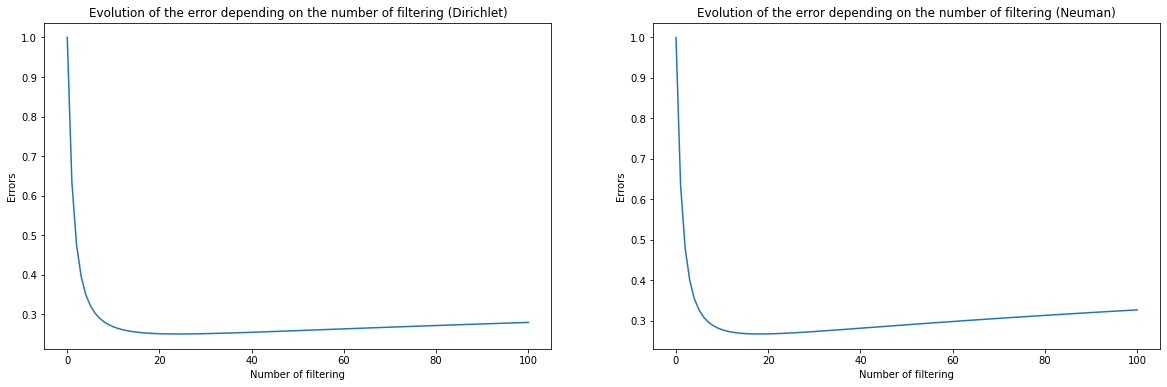 Evolution of the error depending on the number of filtering (Dirichlet)
1.0
0.9
0.8
0.7
0.6
0.5
0.4
0.3
Errors
0 20 40 60 80 100
Number of filtering
Evolution of the error depending on the number of filtering (Neuman)
1.0
0.9
0.8
0.7
0.6
0.5
0.4
0.3
Errors
0 20 40 60 80 100
Number of filtering